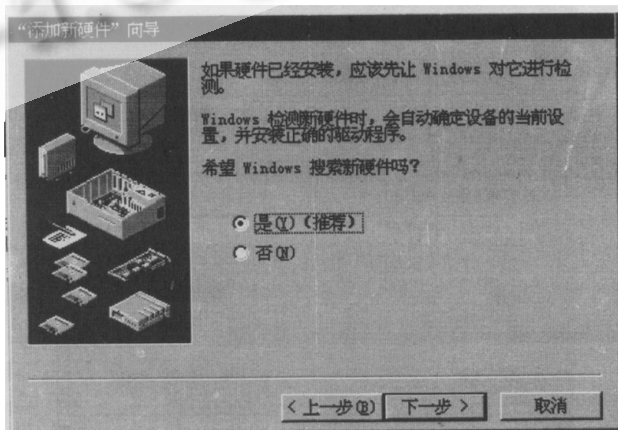 “添加新硬件”向导
如果硬件已经安装，应该先让 Windows 对它进行检
测。
Windows 检测新硬件时，会自动确定设备的当前设
置，并安装正确的驱动程序。
希望 Windows 搜索新硬件吗？
是(Y)（推荐）
否(N)
< 上一步(B)
下一步 >
取消